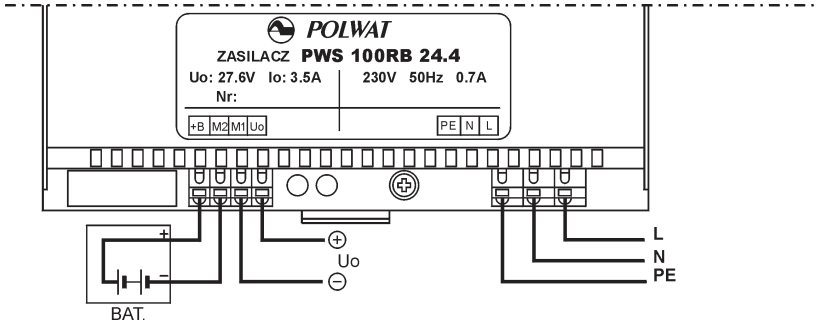 POLWAT
ZASILACZ PWS 100RB 24.4
Uo: 27.6V Io: 3.5A 230V 50Hz 0.7A
Nr:
+B M2 M1 Uo PE N L
+ L
Uo N
− PE
BAT.